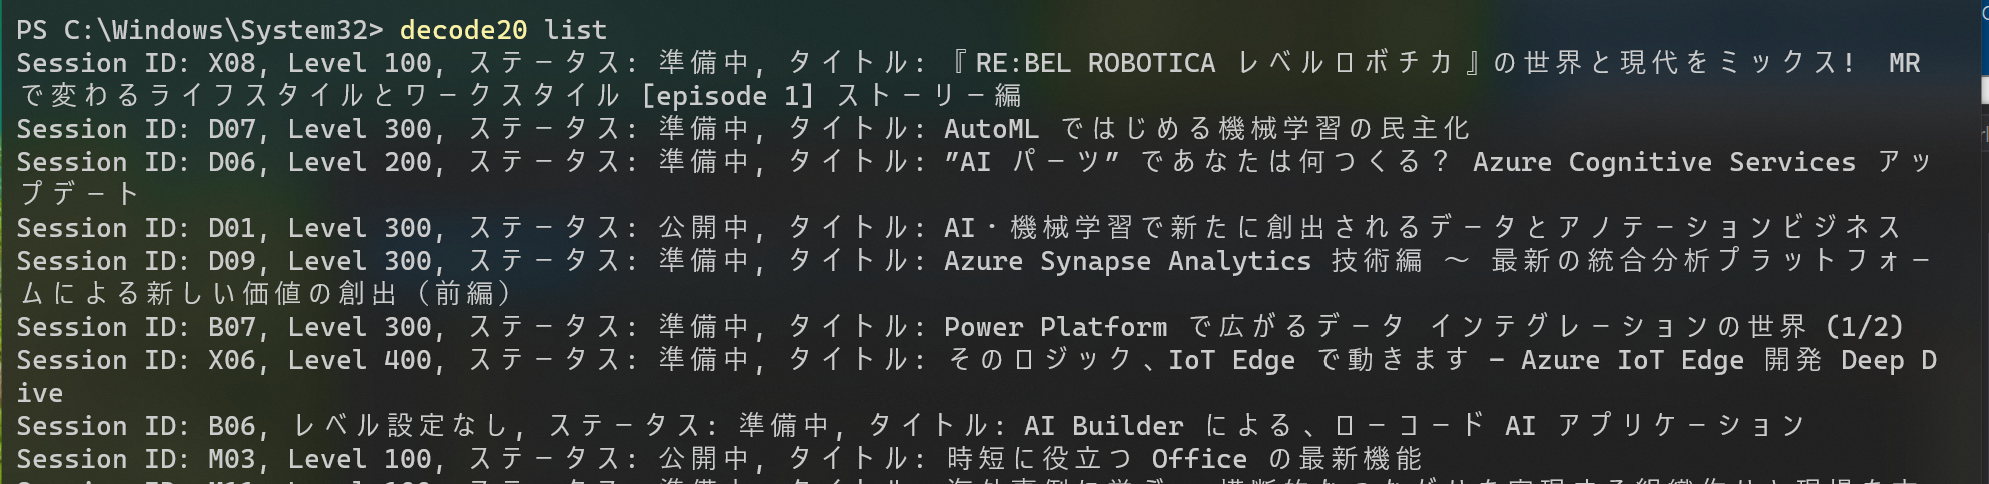 PS C:\Windows\System32> decode20 list
Session ID: X08, Level 100, ステータス: 準備中, タイトル: 『RE:BEL ROBOTICA レベルロボチカ』の世界と現代をミックス!  MR
で変わるライフスタイルとワークスタイル [episode 1] ストーリー編
Session ID: D07, Level 300, ステータス: 準備中, タイトル: AutoML ではじめる機械学習の民主化
Session ID: D06, Level 200, ステータス: 準備中, タイトル: ”AI パーツ” であなたは何つくる？ Azure Cognitive Services アッ
プデート
Session ID: D01, Level 300, ステータス: 公開中, タイトル: AI・機械学習で新たに創出されるデータとアノテーションビジネス
Session ID: D09, Level 300, ステータス: 準備中, タイトル: Azure Synapse Analytics 技術編 ～ 最新の統合分析プラットフォー
ムによる新しい価値の創出（前編）
Session ID: B07, Level 300, ステータス: 準備中, タイトル: Power Platform で広がるデータ インテグレーションの世界 (1/2)
Session ID: X06, Level 400, ステータス: 準備中, タイトル: そのロジック、IoT Edge で動きます - Azure IoT Edge 開発 Deep D
ive
Session ID: B06, レベル設定なし, ステータス: 準備中, タイトル: AI Builder による、ローコード AI アプリケーション
Session ID: M03, Level 100, ステータス: 公開中, タイトル: 時短に役立つ Office の最新機能